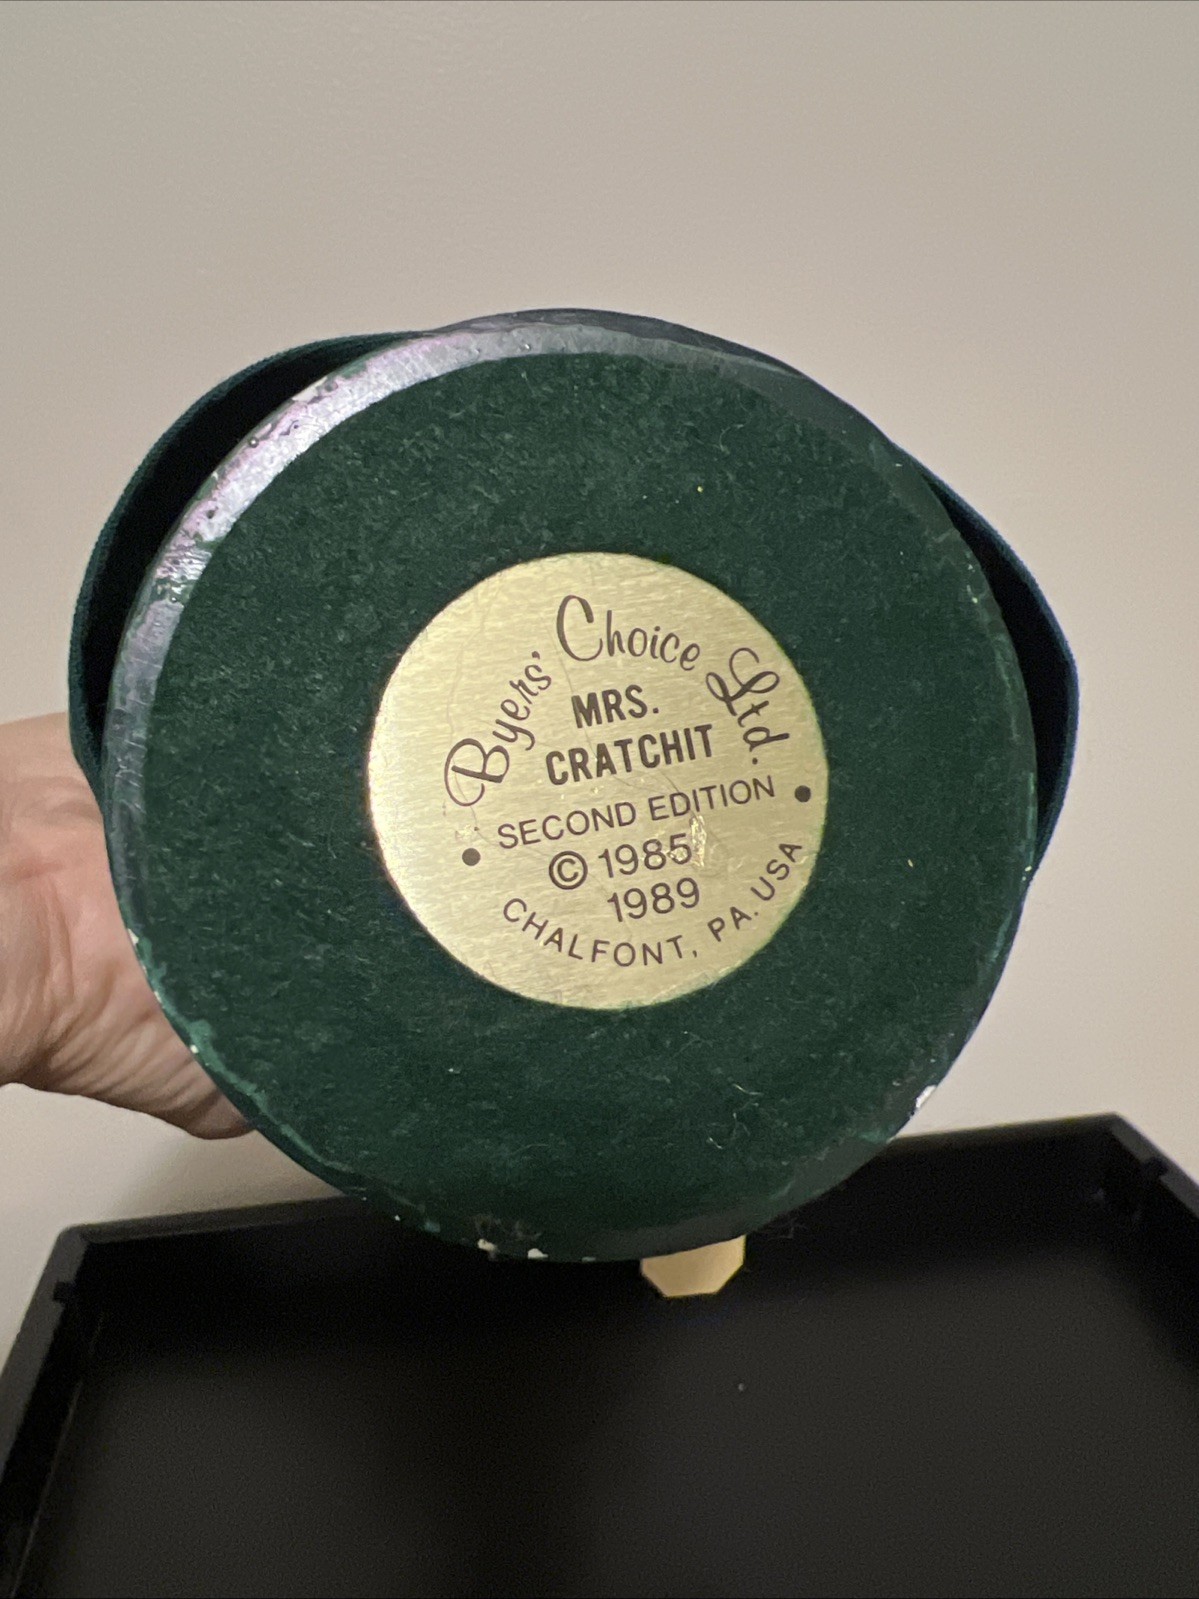 Byers' Choice Ltd.
MRS.
CRATCHIT
• SECOND EDITION •
© 1985
1989
CHALFONT, PA. USA